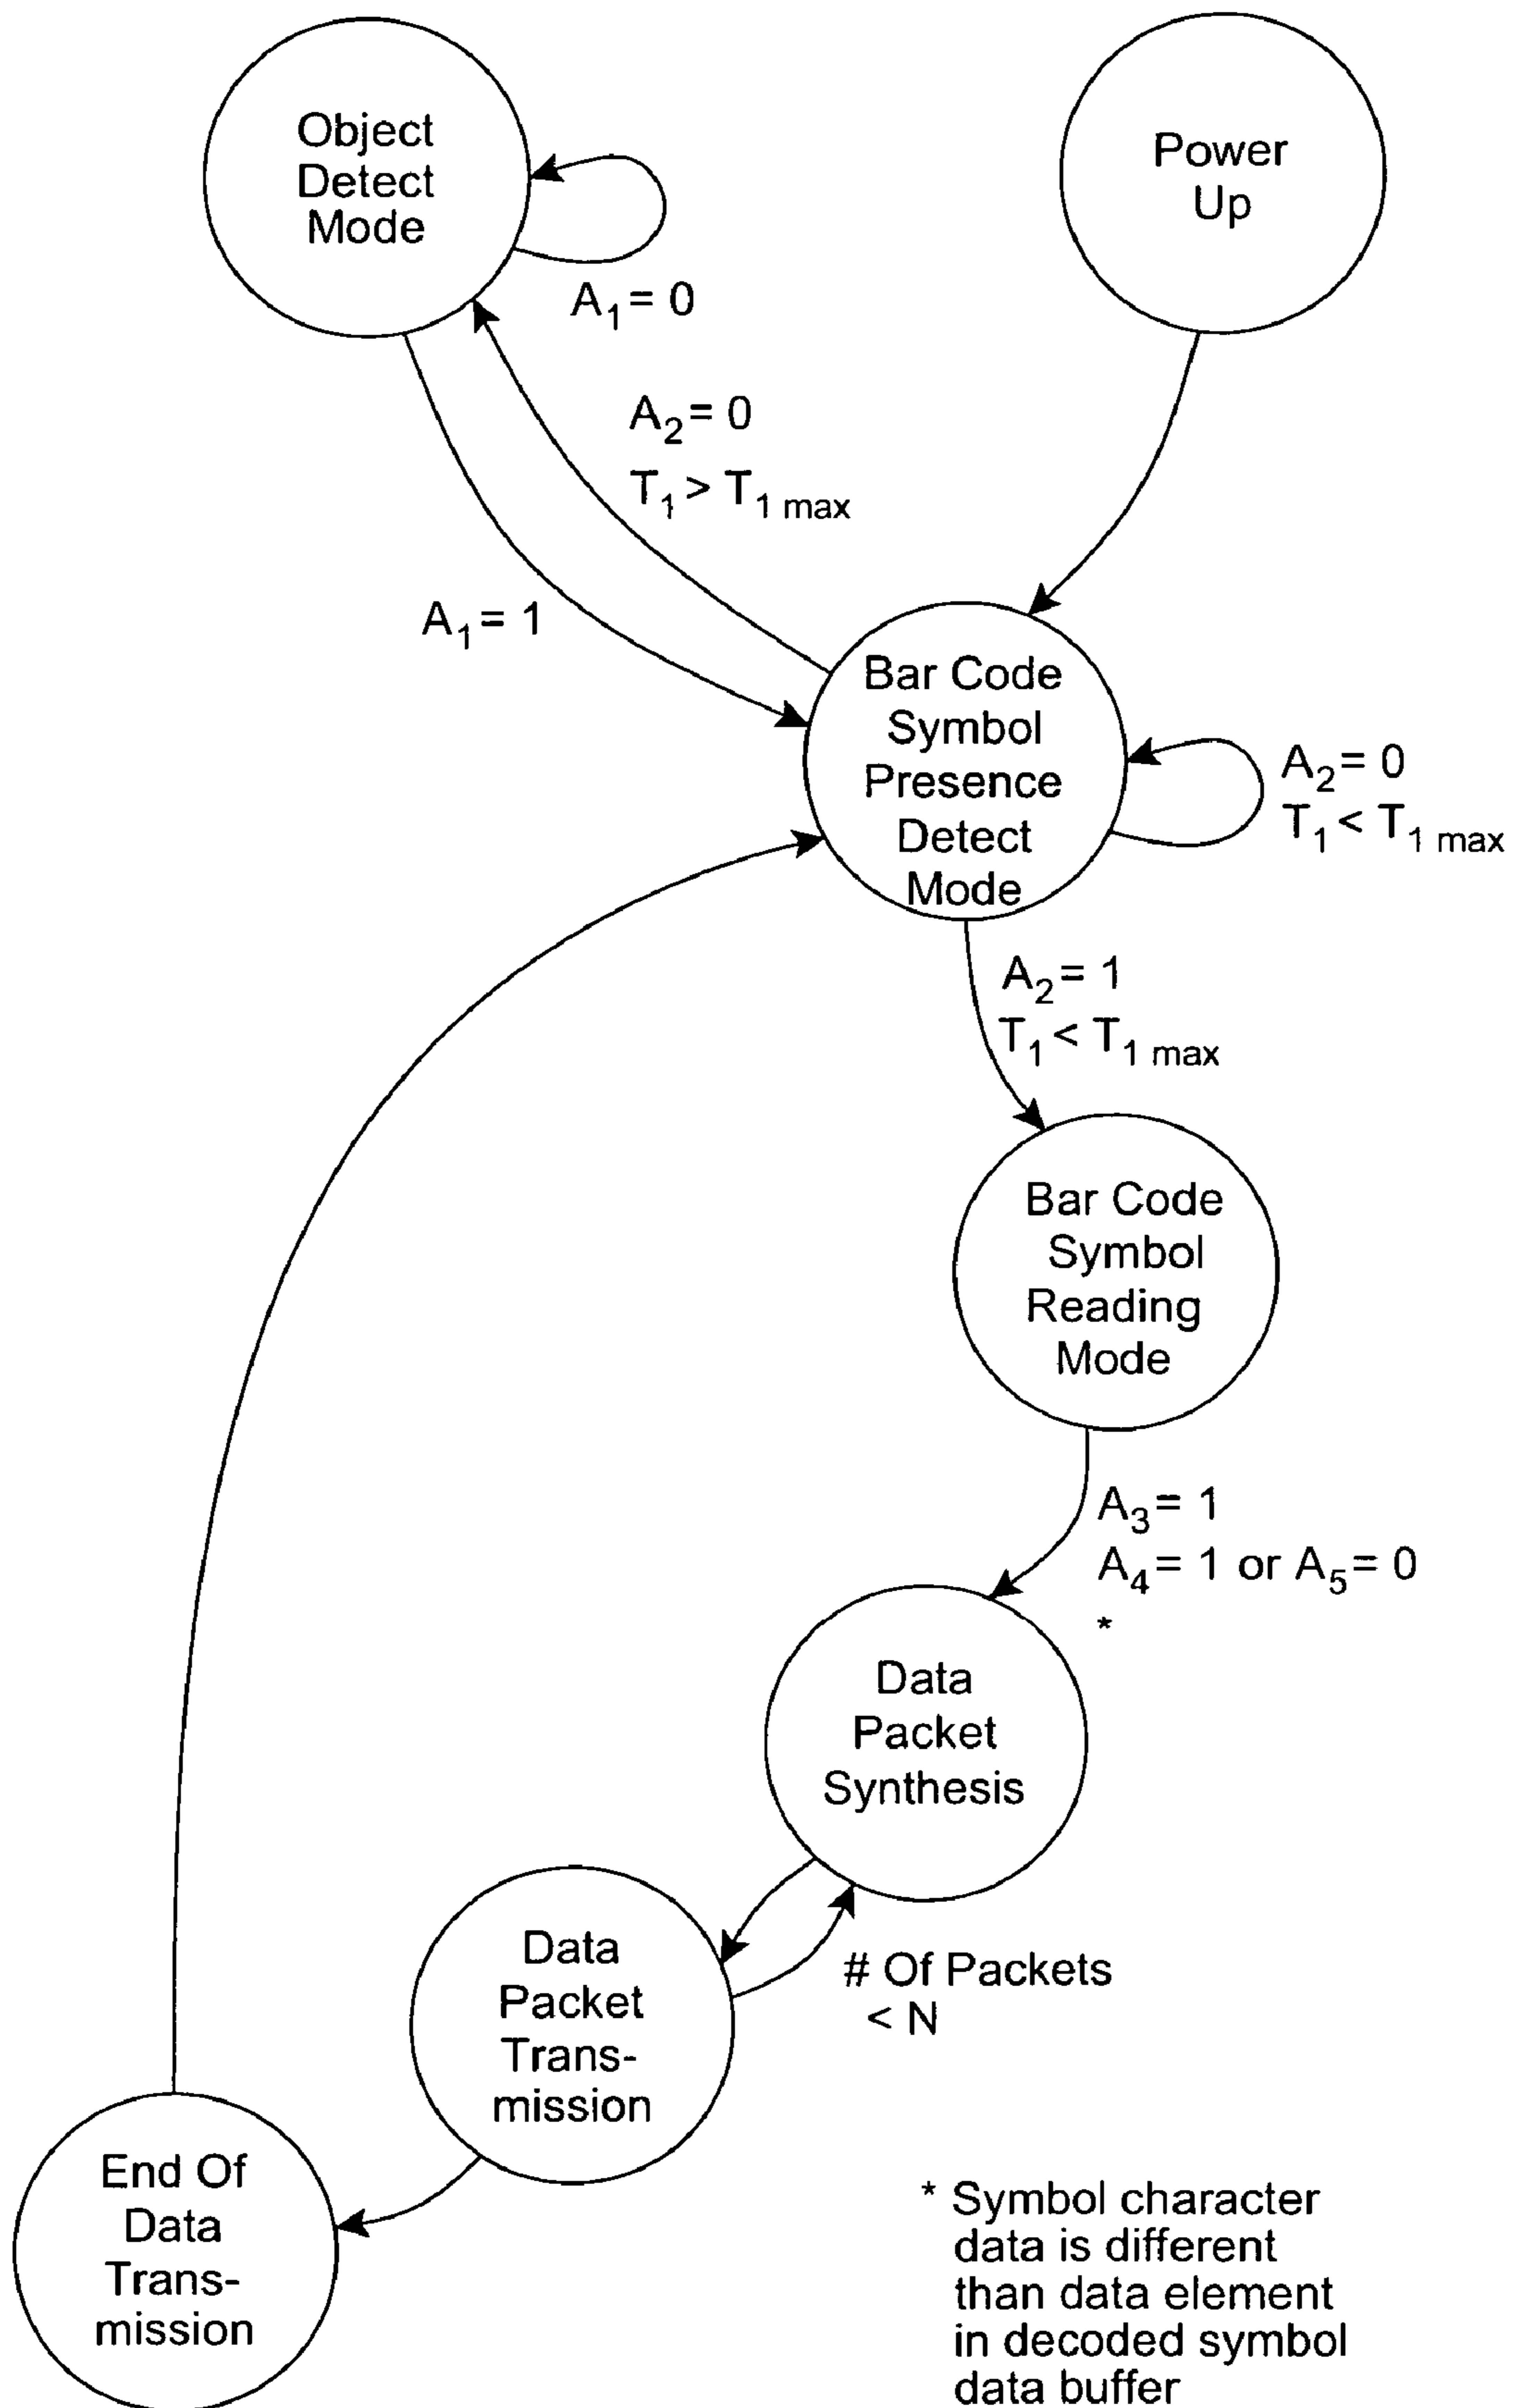 Object
Detect
Mode
Power
Up
A1 = 0
A2 = 0
T1 > T1 max
A1 = 1
Bar Code
Symbol
Presence
Detect
Mode
A2 = 0
T1 < T1 max
A2 = 1
T1 < T1 max
Bar Code
Symbol
Reading
Mode
A3 = 1
A4 = 1 or A5 = 0
*
Data
Packet
Synthesis
# Of Packets
< N
Data
Packet
Trans-
mission
End Of
Data
Trans-
mission
* Symbol character
data is different
than data element
in decoded symbol
data buffer